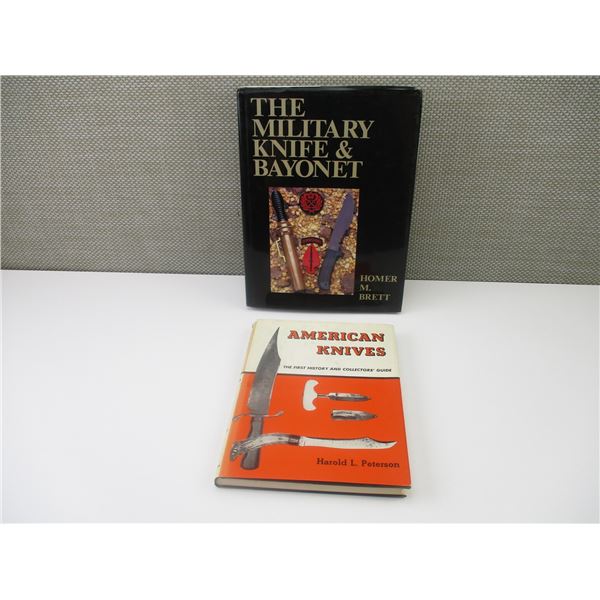 THE
MILITARY
KNIFE &
BAYONET
HOMER
M.
BRETT
AMERICAN
KNIVES
THE FIRST HISTORY AND COLLECTORS' GUIDE
Harold L. Peterson